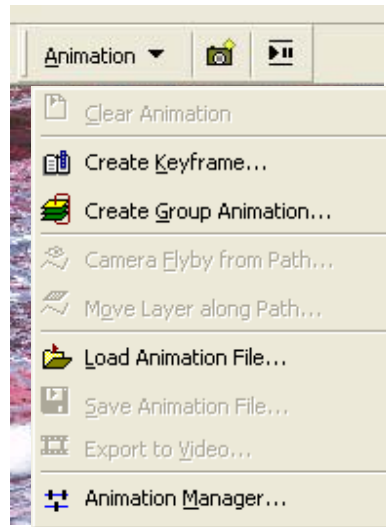 Animation
Clear Animation
Create Keyframe...
Create Group Animation...
Camera Flyby from Path...
Move Layer along Path...
Load Animation File...
Save Animation File...
Export to Video...
Animation Manager...